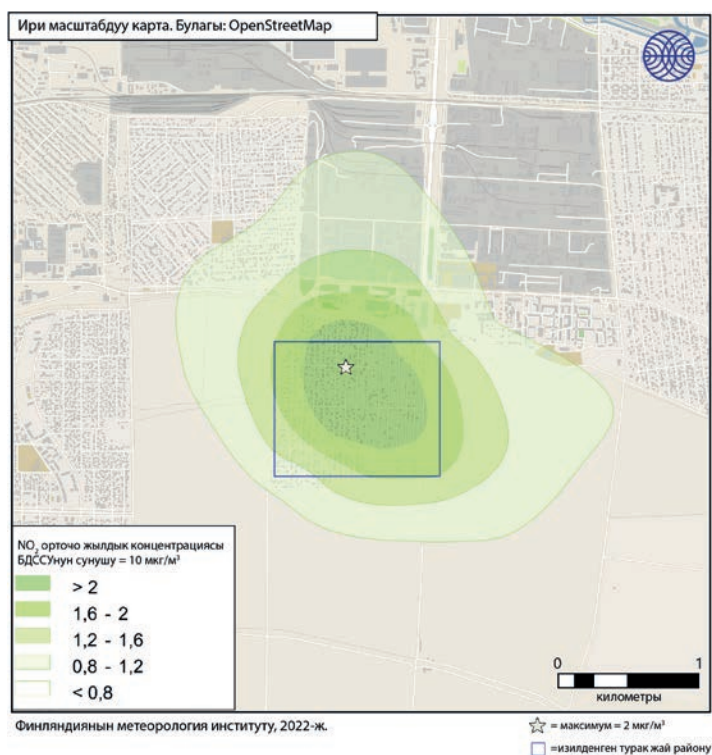 Ири масштабдуу карта. Булагы: OpenStreetMap
NO₂ орточо жылдык концентрациясы
БДССУнун сунушу = 10 мкг/м³
> 2
1,6 - 2
1,2 - 1,6
0,8 - 1,2
< 0,8
0 1
километры
Финляндиянын метеорология институту, 2022-ж.
= максимум = 2 мкг/м³
=изилденген турак жай району